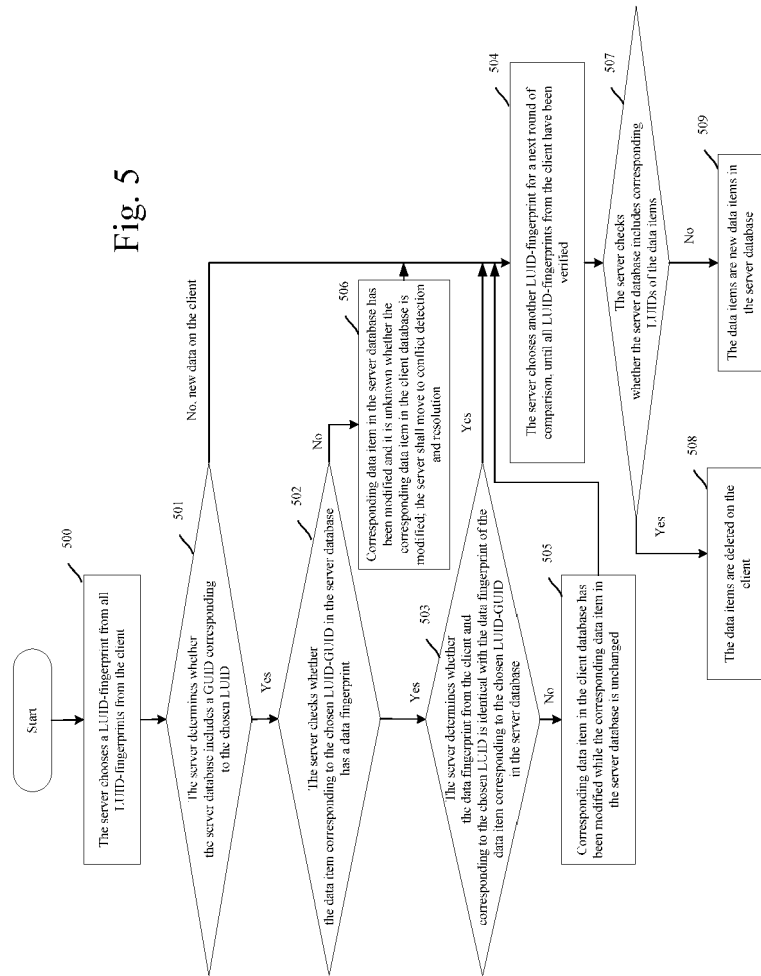 Fig. 5
Start
500
The server chooses a LUID-fingerprint from all
LUID-fingerprints from the client
501
The server determines whether
the server database includes a GUID corresponding
to the chosen LUID
No, new data on the client
Yes
502
The server checks whether
the data item corresponding to the chosen LUID-GUID in the server database
has a data fingerprint
No
506
Corresponding data item in the server database has
been modified and it is unknown whether the
corresponding data item in the client database is
modified; the server shall move to conflict detection
and resolution
Yes
503
The server determines whether
the data fingerprint from the client and
corresponding to the chosen LUID is identical with the data fingerprint of the
data item corresponding to the chosen LUID-GUID
in the server database
Yes
No
505
Corresponding data item in the client database has
been modified while the corresponding data item in
the server database is unchanged
504
The server chooses another LUID-fingerprint for a next round of
comparison, until all LUID-fingerprints from the client have been
verified
507
The server checks
whether the server database includes corresponding
LUIDs of the data items
Yes
No
508
The data items are deleted on the
client
509
The data items are new data items in
the server database